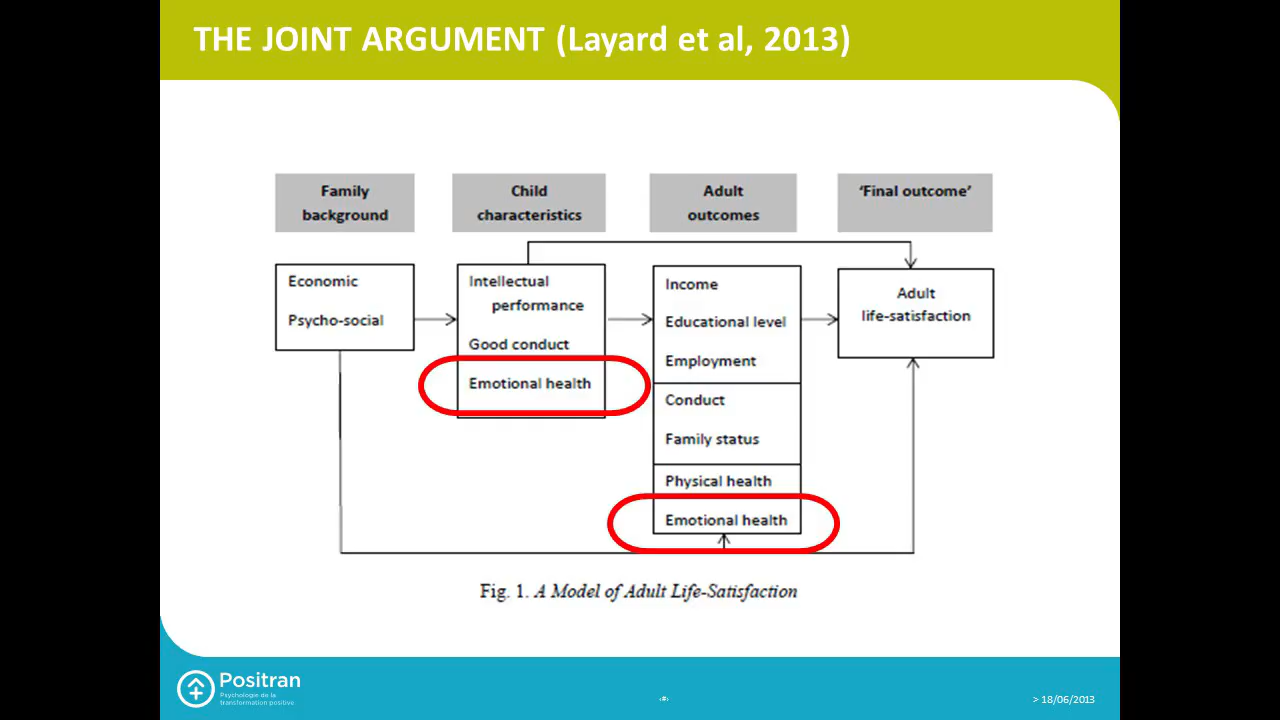 THE JOINT ARGUMENT (Layard et al, 2013)
Family
background
Child
characteristics
Adult
outcomes
‘Final outcome’
Economic
Psycho-social
Intellectual
performance
Good conduct
Emotional health
Income
Educational level
Employment
Conduct
Family status
Physical health
Emotional health
Adult
life-satisfaction
Fig. 1. A Model of Adult Life-Satisfaction
Positran
Psychologie de la
transformation positive
‹#›
> 18/06/2013